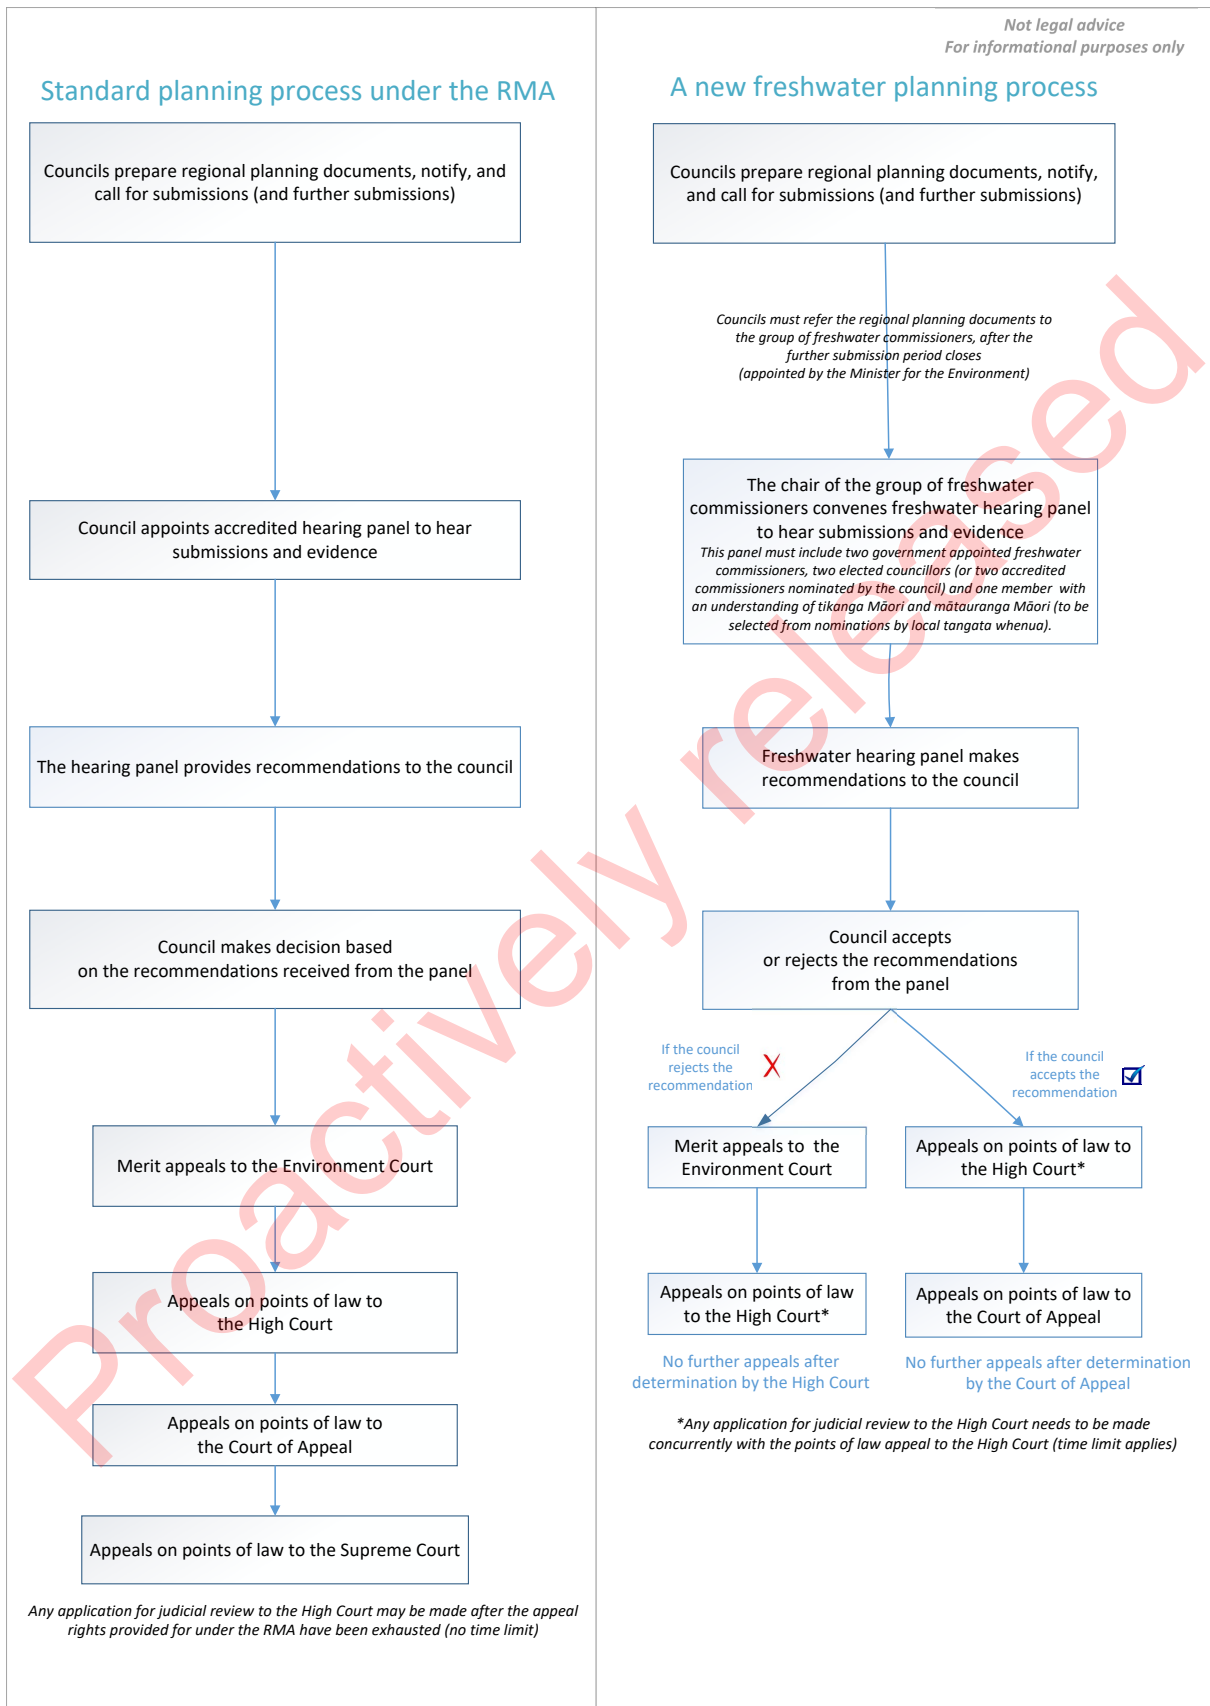 Not legal advice
For informational purposes only
Standard planning process under the RMA
Councils prepare regional planning documents, notify, and
call for submissions (and further submissions)
Council appoints accredited hearing panel to hear
submissions and evidence
The hearing panel provides recommendations to the council
Council makes decision based
on the recommendations received from the panel
Merit appeals to the Environment Court
Appeals on points of law to
the High Court
Appeals on points of law to
the Court of Appeal
Appeals on points of law to the Supreme Court
Any application for judicial review to the High Court may be made after the appeal
rights provided for under the RMA have been exhausted (no time limit)
A new freshwater planning process
Councils prepare regional planning documents, notify,
and call for submissions (and further submissions)
Councils must refer the regional planning documents to
the group of freshwater commissioners, after the
further submission period closes
(appointed by the Minister for the Environment)
The chair of the group of freshwater
commissioners convenes freshwater hearing panel
to hear submissions and evidence
This panel must include two government appointed freshwater
commissioners, two elected councillors (or two accredited
commissioners nominated by the council) and one member with
an understanding of tikanga Māori and mātauranga Māori (to be
selected from nominations by local tangata whenua).
Freshwater hearing panel makes
recommendations to the council
Council accepts
or rejects the recommendations
from the panel
If the council
rejects the
recommendation
If the council
accepts the
recommendation
Merit appeals to the
Environment Court
Appeals on points of law
to the High Court*
No further appeals after
determination by the High Court
Appeals on points of law to
the High Court*
Appeals on points of law to
the Court of Appeal
No further appeals after determination
by the Court of Appeal
*Any application for judicial review to the High Court needs to be made
concurrently with the points of law appeal to the High Court (time limit applies)
Proactively released